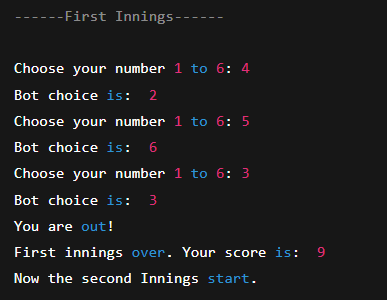 ------First Innings------
Choose your number 1 to 6: 4
Bot choice is:  2
Choose your number 1 to 6: 5
Bot choice is:  6
Choose your number 1 to 6: 3
Bot choice is:  3
You are out!
First innings over. Your score is:  9
Now the second Innings start.